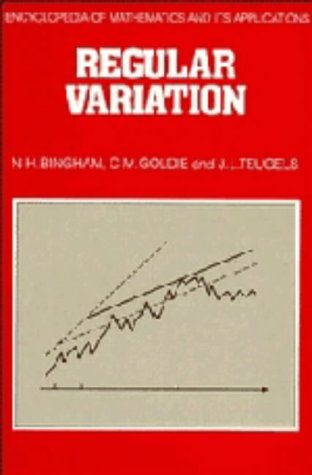 ENCYCLOPEDIA OF MATHEMATICS AND ITS APPLICATIONS
REGULAR
VARIATION
N.H. BINGHAM, C.M. GOLDIE and J.L. TEUGELS